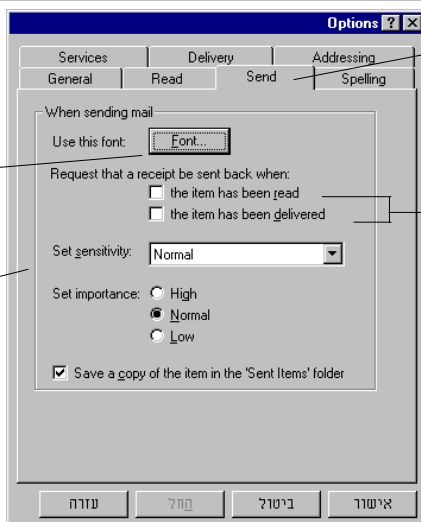 Options
Services Delivery Addressing
General Read Send Spelling
When sending mail
Use this font: Font...
Request that a receipt be sent back when:
the item has been read
the item has been delivered
Set sensitivity: Normal
Set importance: High
Normal
Low
Save a copy of the item in the 'Sent Items' folder
אישור ביטול החל עזרה